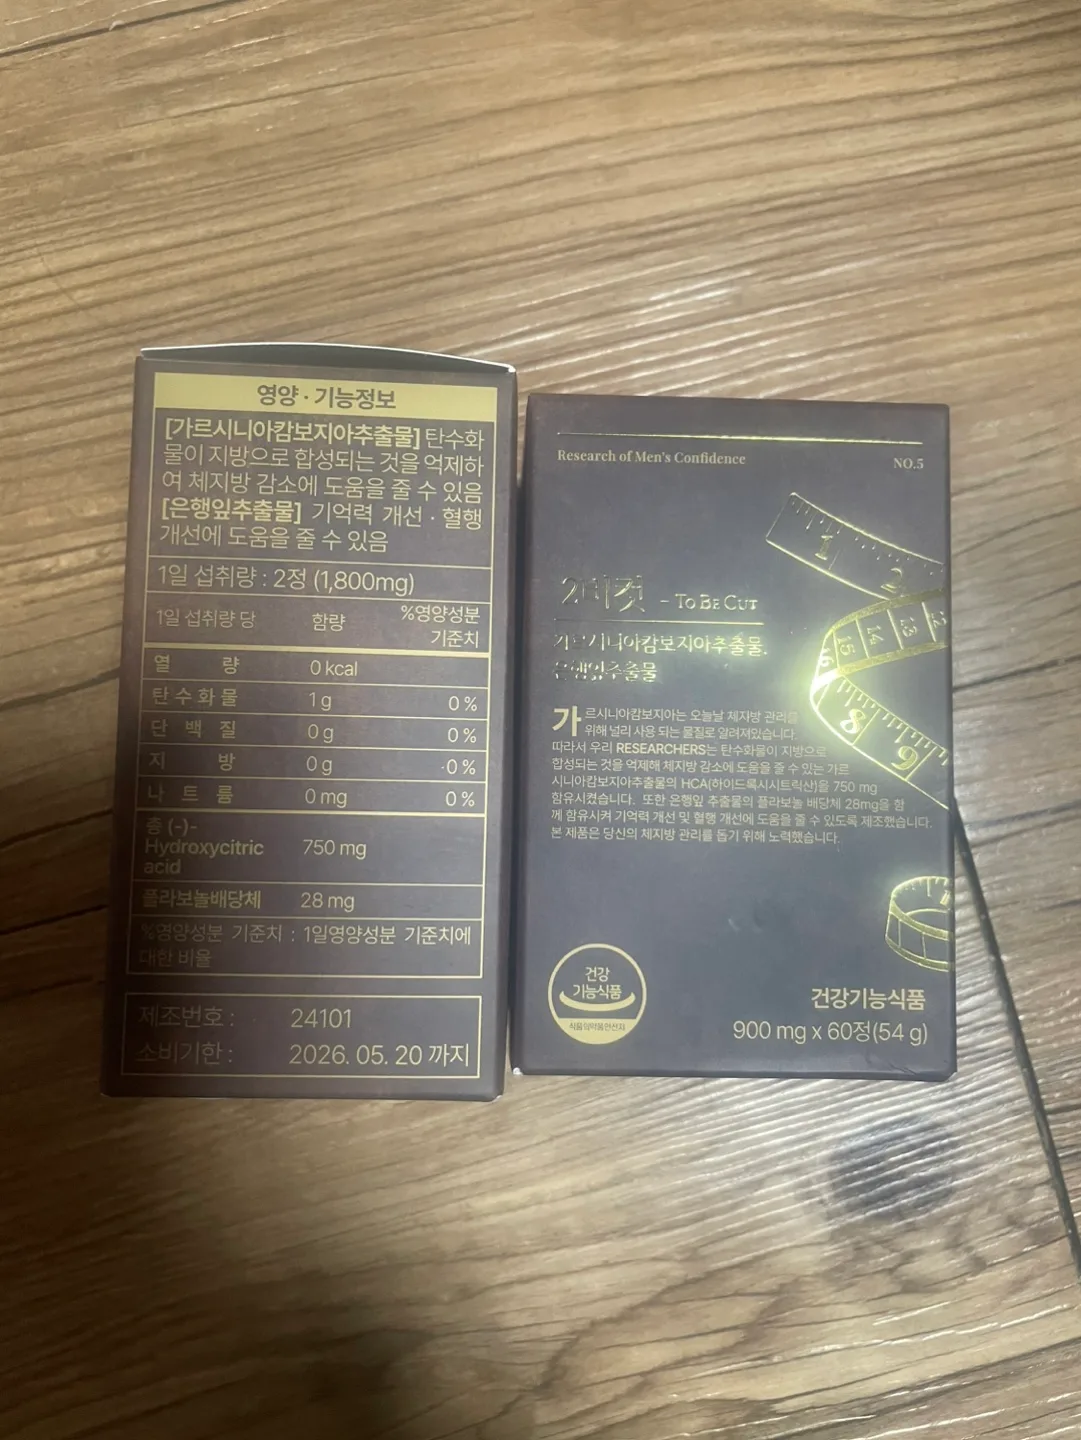 영양 · 기능정보
[가르시니아캄보지아추출물] 탄수화
물이 지방으로 합성되는 것을 억제하
여 체지방 감소에 도움을 줄 수 있음
[은행잎추출물] 기억력 개선 · 혈행
개선에 도움을 줄 수 있음
1일 섭취량 : 2정 (1,800mg)
1일 섭취량 당 함량 %영양성분
기준치
열 량 0 kcal
탄수화물 1 g 0 %
단백질 0 g 0 %
지 방 0 g 0 %
나트륨 0 mg 0 %
총 (-)-
Hydroxycitric 750 mg
acid
플라보놀배당체 28 mg
%영양성분 기준치 : 1일영양성분 기준치에
대한 비율
제조번호 : 24101
소비기한 : 2026. 05. 20 까지
Research of Men's Confidence NO.5
1 2
12 13 14 15 16
8 9
2비컷 - To Be Cut
가르시니아캄보지아추출물,
은행잎추출물
가르시니아캄보지아는 오늘날 체지방 관리를
위해 널리 사용 되는 물질로 알려져있습니다.
따라서 우리 RESEARCHERS는 탄수화물이 지방으로
합성되는 것을 억제해 체지방 감소에 도움을 줄 수 있는 가르
시니아캄보지아추출물의 HCA(하이드록시시트릭산)을 750 mg
함유시켰습니다. 또한 은행잎 추출물의 플라보놀 배당체 28mg을 함
께 함유시켜 기억력 개선 및 혈행 개선에 도움을 줄 수 있도록 제조했습니다.
본 제품은 당신의 체지방 관리를 돕기 위해 노력했습니다.
건강
기능식품
식품의약품안전처
건강기능식품
900 mg x 60정(54 g)